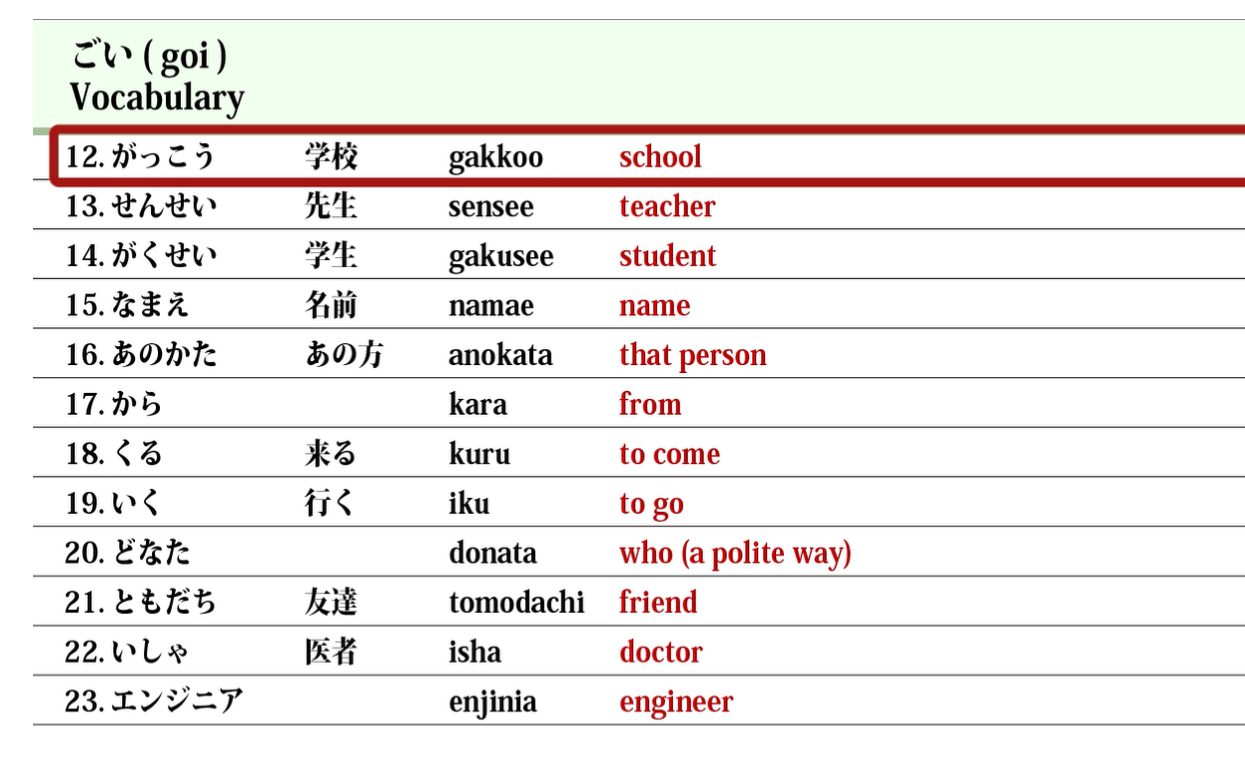 ごい ( goi )
Vocabulary
12. がっこう 学校 gakkoo school
13. せんせい 先生 sensee teacher
14. がくせい 学生 gakusee student
15. なまえ 名前 namae name
16. あのかた あの方 anokata that person
17. から kara from
18. くる 来る kuru to come
19. いく 行く iku to go
20. どなた donata who (a polite way)
21. ともだち 友達 tomodachi friend
22. いしゃ 医者 isha doctor
23. エンジニア enjinia engineer